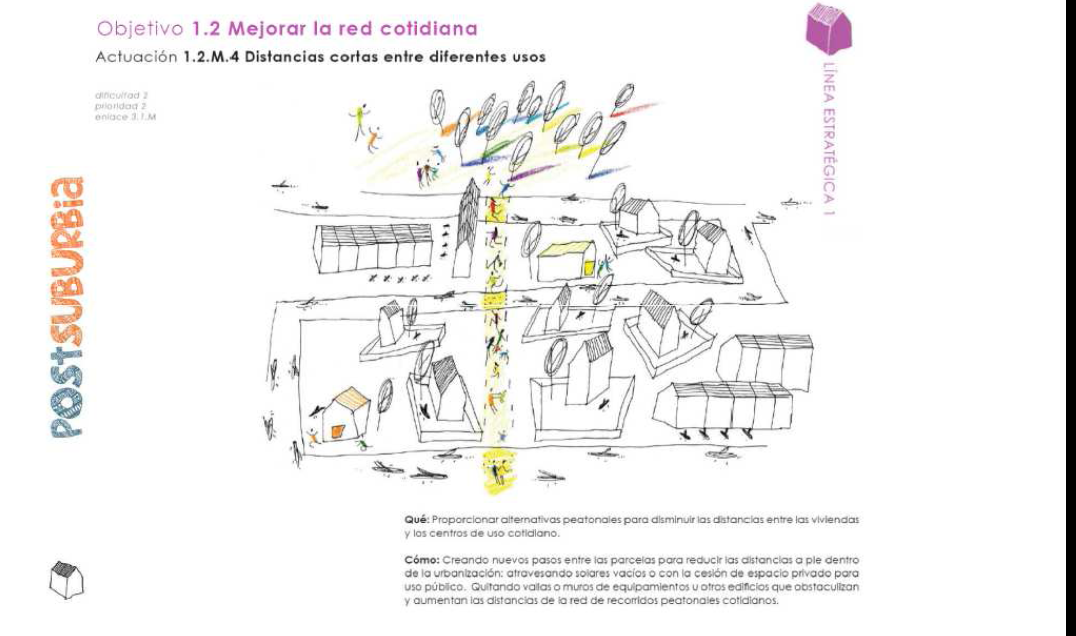 Objetivo 1.2 Mejorar la red cotidiana
Actuación 1.2.M.4 Distancias cortas entre diferentes usos
dificultad 2
prioridad 2
enlace 3.1.M
LÍNEA ESTRATÉGICA 1
POSTSUBURBIA
Qué: Proporcionar alternativas peatonales para disminuir las distancias entre las viviendas
y los centros de uso cotidiano.
Cómo: Creando nuevos pasos entre las parcelas para reducir las distancias a pie dentro
de la urbanización: atravesando solares vacíos o con la cesión de espacio privado para
uso público. Quitando vallas o muros de equipamientos u otros edificios que obstaculizan
y aumentan las distancias de la red de recorridos peatonales cotidianos.